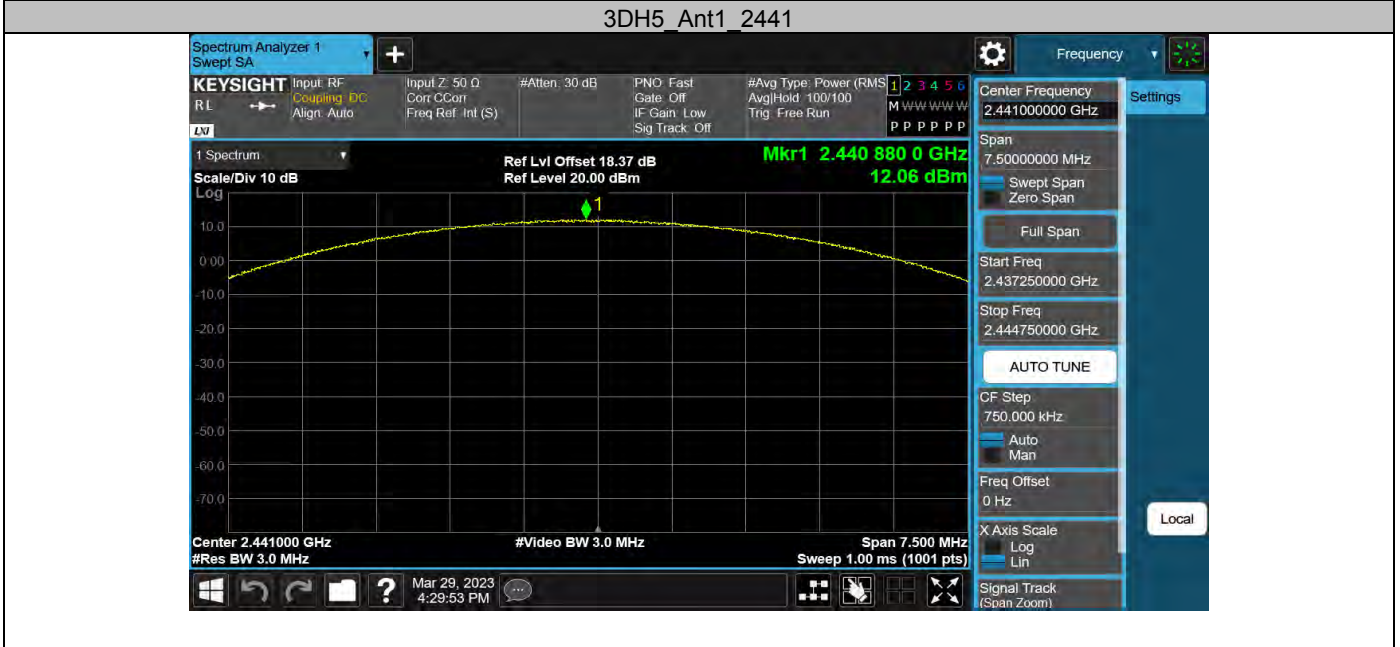 3DH5_Ant1_2441
Spectrum Analyzer 1
Swept SA
+
Frequency
KEYSIGHT
RL
LXI
Input: RF
Coupling: DC
Align: Auto
Input Z: 50 Ω
Corr CCorr
Freq Ref: Int (S)
#Atten: 30 dB
PNO: Fast
Gate: Off
IF Gain: Low
Sig Track: Off
#Avg Type: Power (RMS
Avg|Hold: 100/100
Trig: Free Run
1 2 3 4 5 6
M W W W W W
P P P P P P
1 Spectrum
Scale/Div 10 dB
Log
Ref Lvl Offset 18.37 dB
Ref Level 20.00 dBm
Mkr1 2.440 880 0 GHz
12.06 dBm
1
10.0
0.00
-10.0
-20.0
-30.0
-40.0
-50.0
-60.0
-70.0
Center 2.441000 GHz
#Res BW 3.0 MHz
#Video BW 3.0 MHz
Span 7.500 MHz
Sweep 1.00 ms (1001 pts)
?
Mar 29, 2023
4:29:53 PM
Center Frequency
2.441000000 GHz
Settings
Span
7.50000000 MHz
Swept Span
Zero Span
Full Span
Start Freq
2.437250000 GHz
Stop Freq
2.444750000 GHz
AUTO TUNE
CF Step
750.000 kHz
Auto
Man
Freq Offset
0 Hz
X Axis Scale
Log
Lin
Local
Signal Track
(Span Zoom)